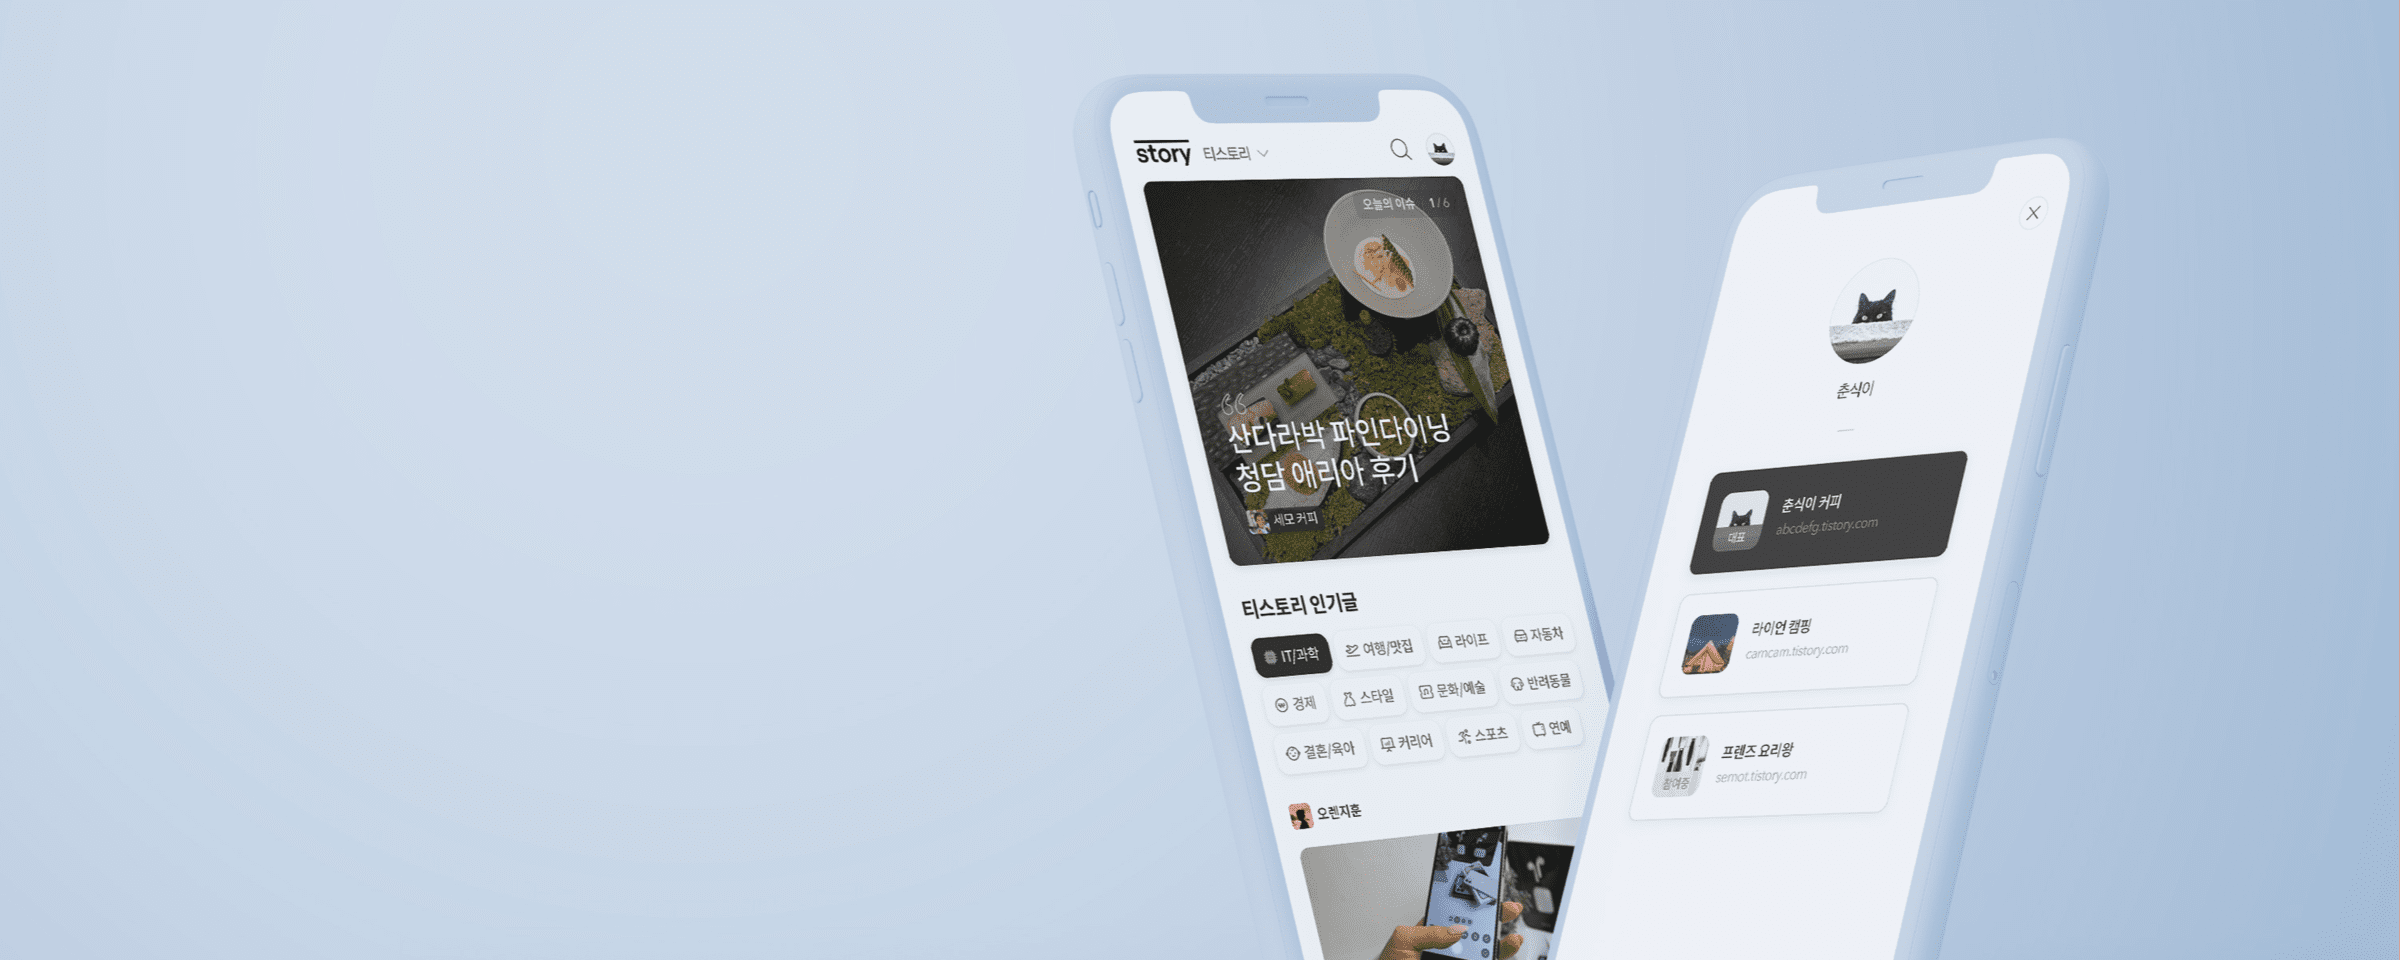 story 티스토리
오늘의 이슈 1 / 6
산다라박 파인다이닝
청담 애리아 후기
세모 커피
티스토리 인기글
IT/과학 여행/맛집 라이프 자동차
경제 스타일 문화/예술 반려동물
결혼/육아 커리어 스포츠 연예
오렌지훈
춘식이
춘식이 커피
abcdefg.tistory.com
대표
라이언 캠핑
camcam.tistory.com
프렌즈 요리왕
semot.tistory.com
참여중